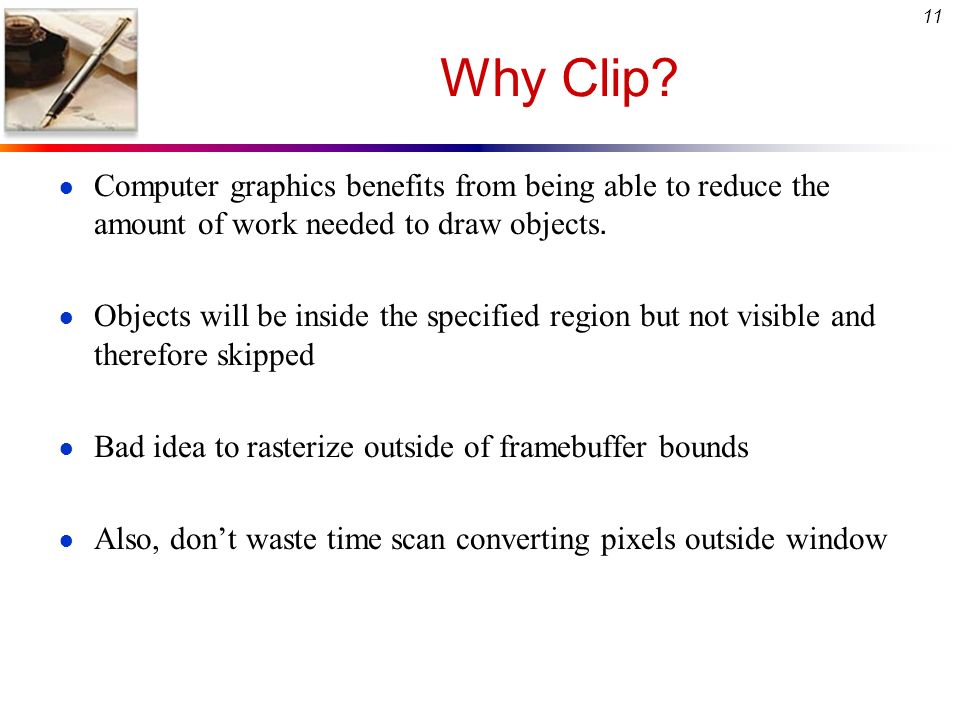 11
Why Clip?
● Computer graphics benefits from being able to reduce the
amount of work needed to draw objects.
● Objects will be inside the specified region but not visible and
therefore skipped
● Bad idea to rasterize outside of framebuffer bounds
● Also, don’t waste time scan converting pixels outside window